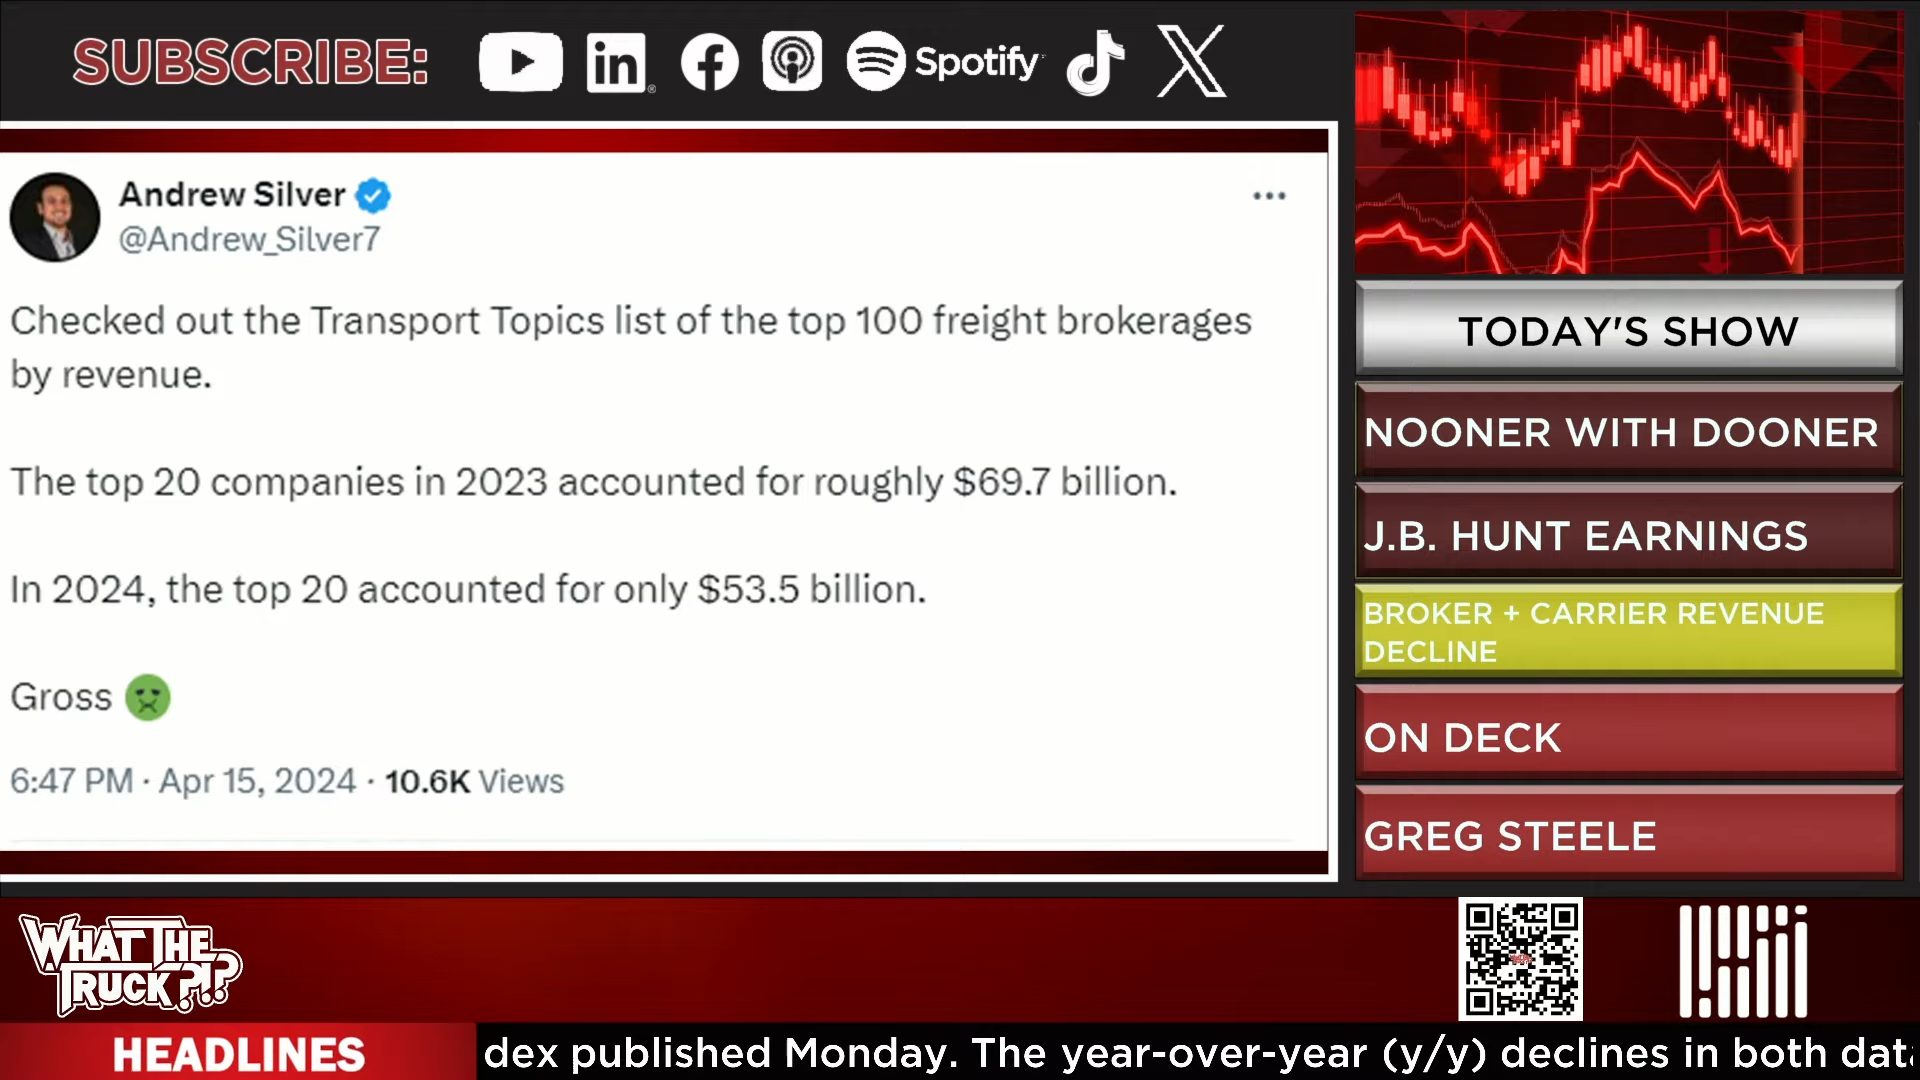 SUBSCRIBE:
Spotify
Andrew Silver
@Andrew_Silver7
Checked out the Transport Topics list of the top 100 freight brokerages
by revenue.
The top 20 companies in 2023 accounted for roughly $69.7 billion.
In 2024, the top 20 accounted for only $53.5 billion.
Gross
6:47 PM · Apr 15, 2024 · 10.6K Views
TODAY'S SHOW
NOONER WITH DOONER
J.B. HUNT EARNINGS
BROKER + CARRIER REVENUE
DECLINE
ON DECK
GREG STEELE
WHAT THE
TRUCK?!?
HEADLINES
dex published Monday. The year-over-year (y/y) declines in both data